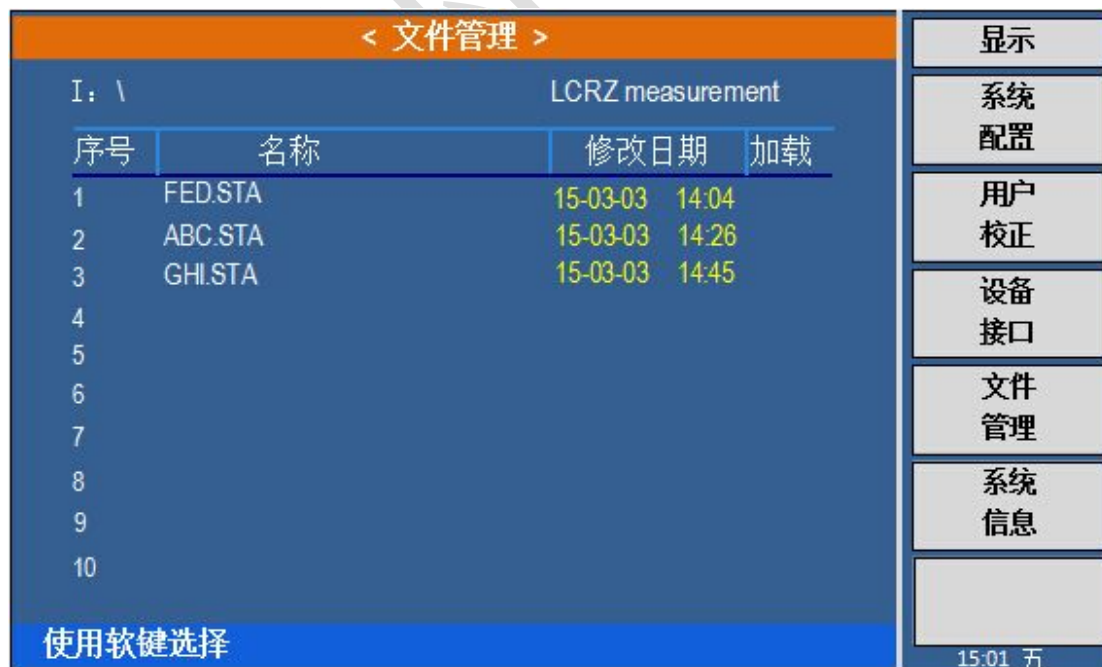 < 文件管理 >
I：\ LCRZ measurement
序号 名称 修改日期 加载
1 FED.STA 15-03-03 14:04
2 ABC.STA 15-03-03 14:26
3 GHI.STA 15-03-03 14:45
4
5
6
7
8
9
10
使用软键选择
显示
系统
配置
用户
校正
设备
接口
文件
管理
系统
信息
15:01 五